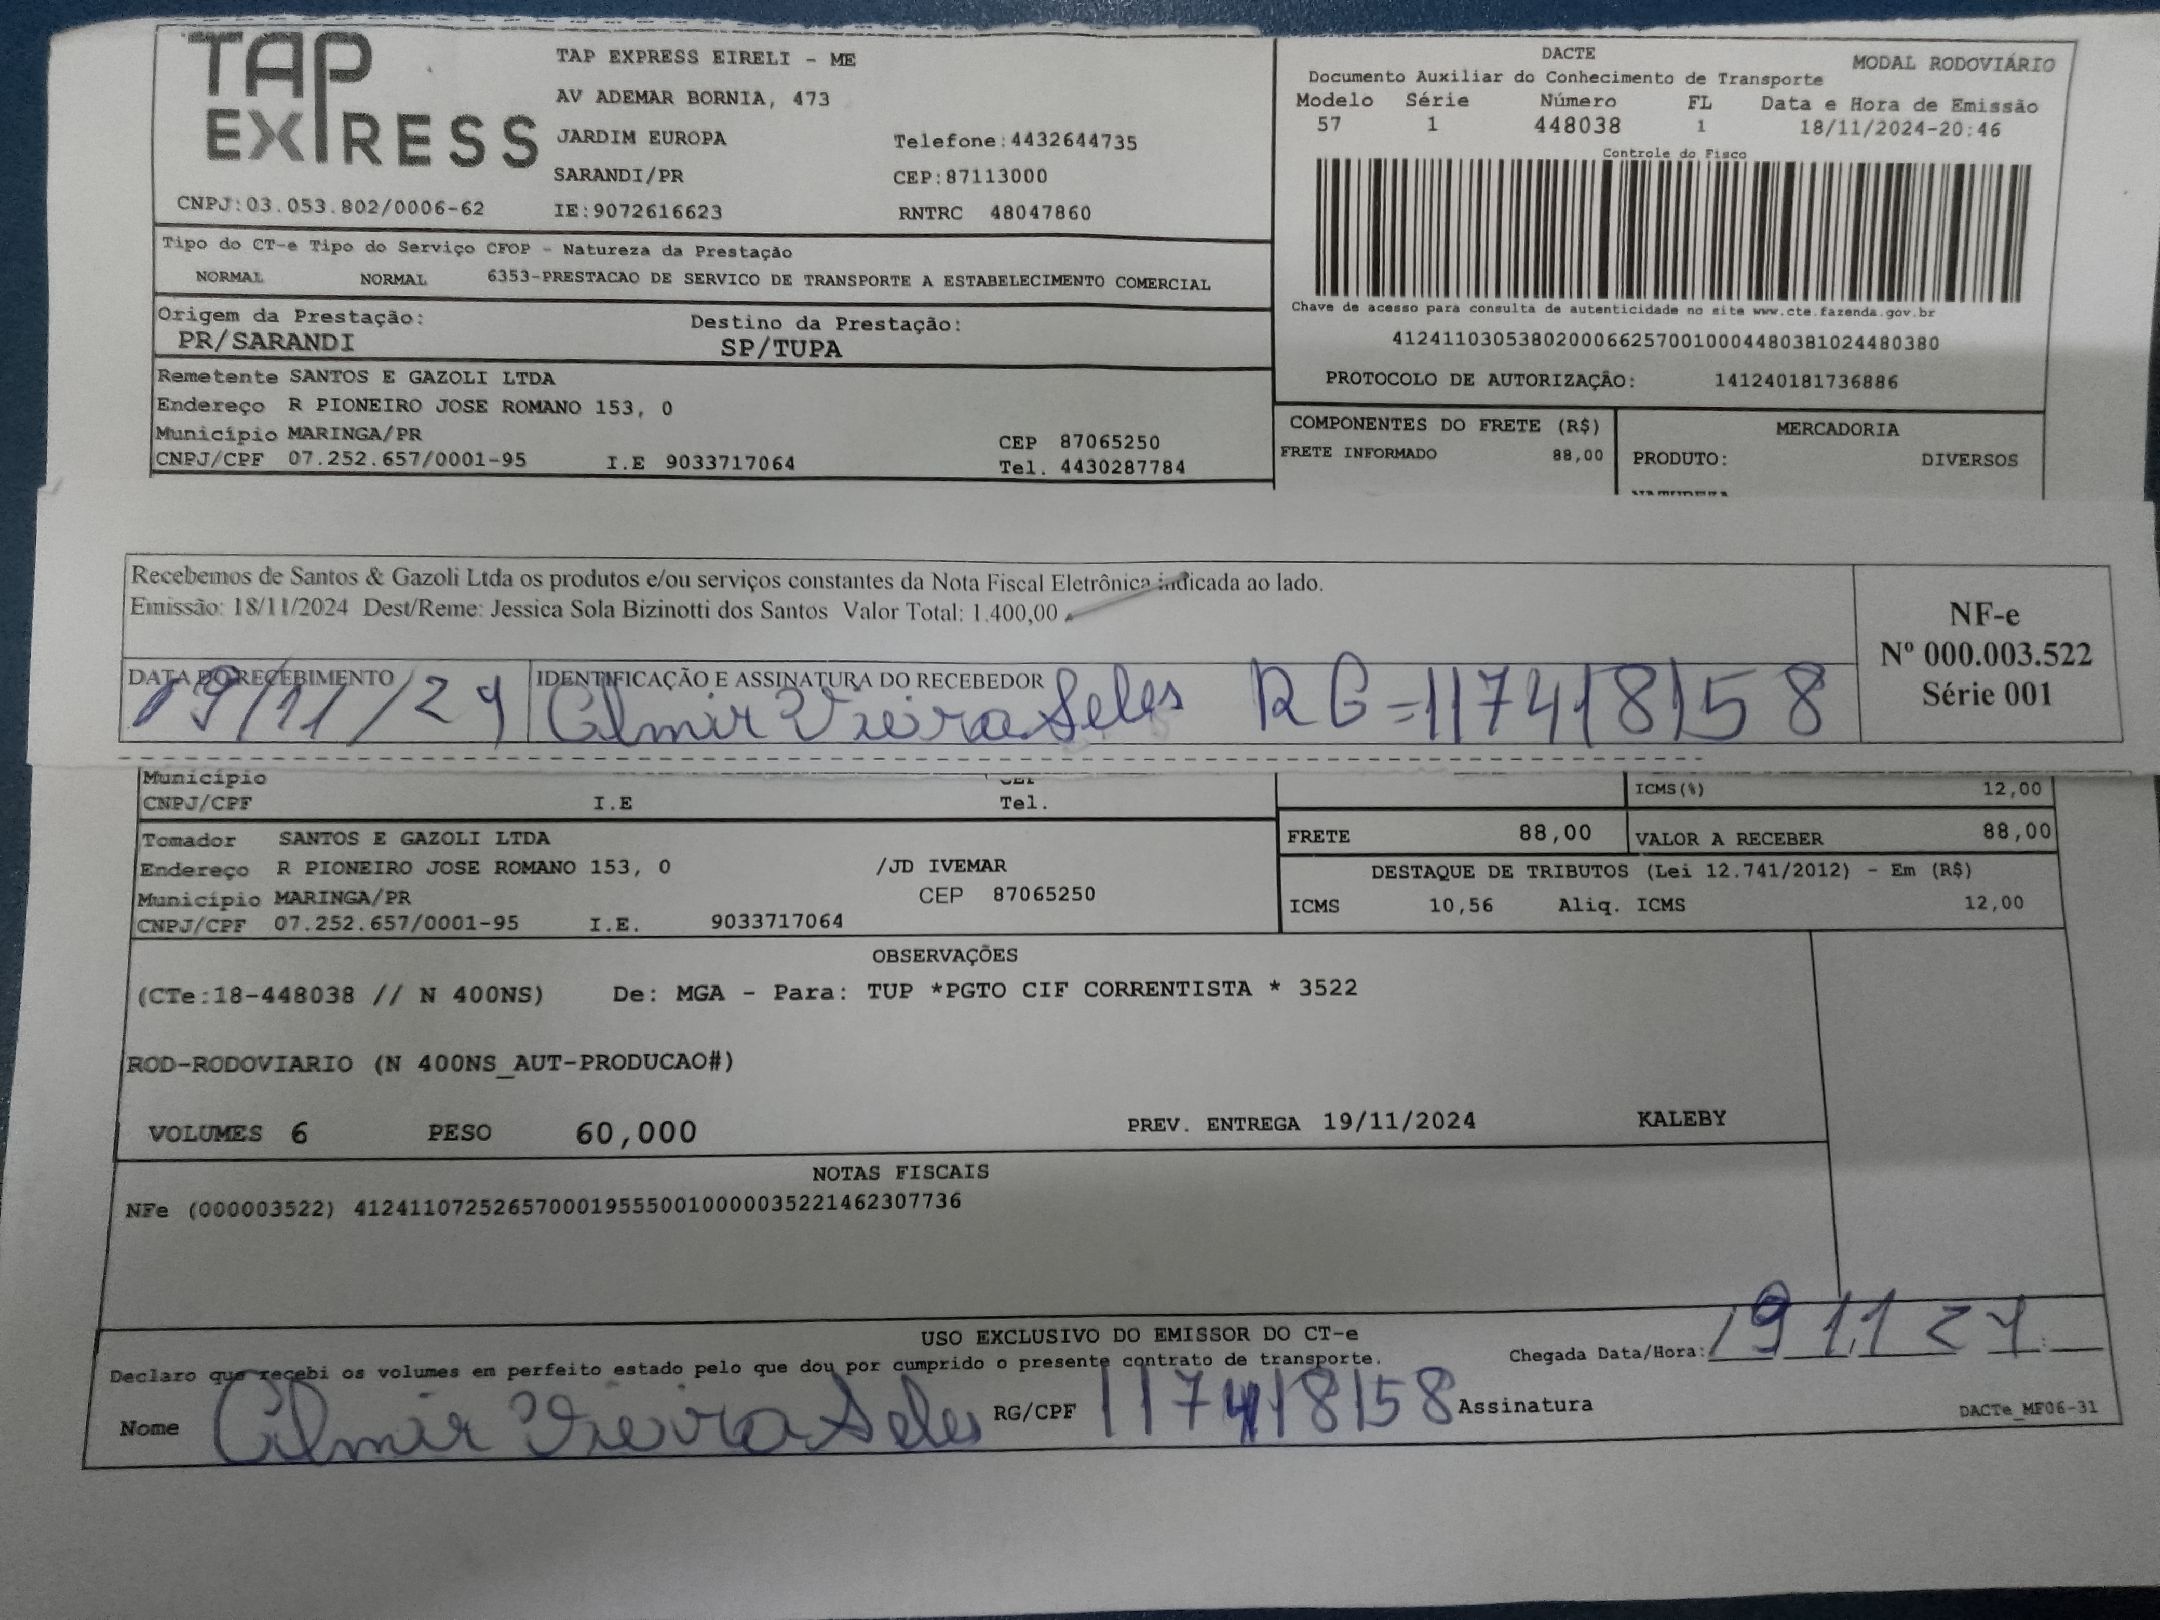 TAP EXPRESS
TAP EXPRESS EIRELI - ME
AV ADEMAR BORNIA, 473
JARDIM EUROPA Telefone:4432644735
SARANDI/PR CEP:87113000
CNPJ:03.053.802/0006-62 IE:9072616623 RNTRC 48047860
DACTE MODAL RODOVIÁRIO
Documento Auxiliar do Conhecimento de Transporte
Modelo Série Número FL Data e Hora de Emissão
57 1 448038 1 18/11/2024-20:46
Controle do Fisco
Chave de acesso para consulta de autenticidade no site www.cte.fazenda.gov.br
41241103053802000662570010004480381024480380
PROTOCOLO DE AUTORIZAÇÃO: 141240181736886
Tipo do CT-e Tipo do Serviço CFOP - Natureza da Prestação
NORMAL NORMAL 6353-PRESTACAO DE SERVICO DE TRANSPORTE A ESTABELECIMENTO COMERCIAL
Origem da Prestação: Destino da Prestação:
PR/SARANDI SP/TUPA
Remetente SANTOS E GAZOLI LTDA
Endereço R PIONEIRO JOSE ROMANO 153, 0
Município MARINGA/PR CEP 87065250
CNPJ/CPF 07.252.657/0001-95 I.E 9033717064 Tel. 4430287784
COMPONENTES DO FRETE (R$) MERCADORIA
FRETE INFORMADO 88,00 PRODUTO: DIVERSOS
Recebemos de Santos & Gazoli Ltda os produtos e/ou serviços constantes da Nota Fiscal Eletrônica indicada ao lado.
Emissão: 18/11/2024 Dest/Reme: Jessica Sola Bizinotti dos Santos Valor Total: 1.400,00
NF-e
Nº 000.003.522
Série 001
DATA DO RECEBIMENTO IDENTIFICAÇÃO E ASSINATURA DO RECEBEDOR
19/11/24 Cilmir Vieira Seles RG=117418158
Município CEP
CNPJ/CPF I.E Tel.
ICMS(%) 12,00
Tomador SANTOS E GAZOLI LTDA
Endereço R PIONEIRO JOSE ROMANO 153, 0 /JD IVEMAR
Município MARINGA/PR CEP 87065250
CNPJ/CPF 07.252.657/0001-95 I.E. 9033717064
FRETE 88,00 VALOR A RECEBER 88,00
DESTAQUE DE TRIBUTOS (Lei 12.741/2012) - Em (R$)
ICMS 10,56 Aliq. ICMS 12,00
OBSERVAÇÕES
(CTe:18-448038 // N 400NS) De: MGA - Para: TUP *PGTO CIF CORRENTISTA * 3522
ROD-RODOVIARIO (N 400NS_AUT-PRODUCAO#)
VOLUMES 6 PESO 60,000 PREV. ENTREGA 19/11/2024 KALEBY
NOTAS FISCAIS
NFe (000003522) 41241107252657000195550010000035221462307736
USO EXCLUSIVO DO EMISSOR DO CT-e
Declaro que recebi os volumes em perfeito estado pelo que dou por cumprido o presente contrato de transporte. Chegada Data/Hora: 19 11 24
Nome Cilmir Vieira Seles RG/CPF 117418158 Assinatura DACTe_MF06-31